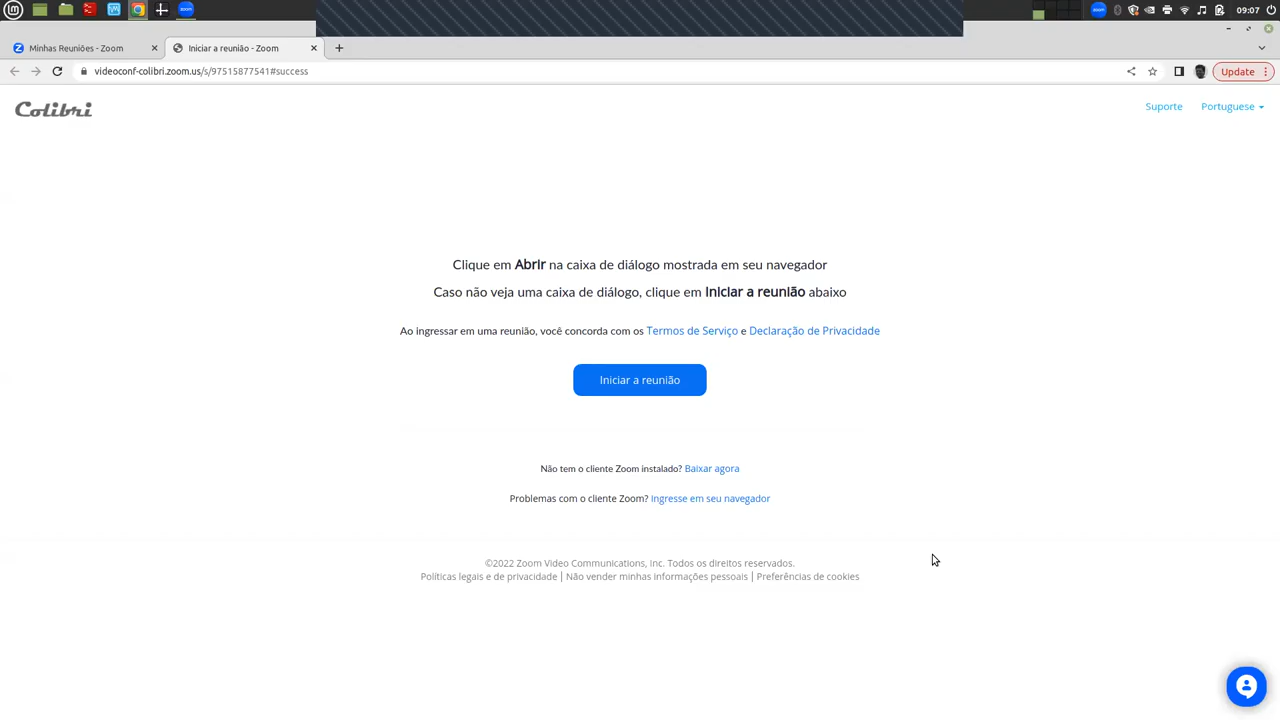 zoom
zoom
09:07
Minhas Reuniões - Zoom
Iniciar a reunião - Zoom
videoconf-colibri.zoom.us/s/97515877541#success
Update
Colibri
Suporte
Portuguese
Clique em Abrir na caixa de diálogo mostrada em seu navegador
Caso não veja uma caixa de diálogo, clique em Iniciar a reunião abaixo
Ao ingressar em uma reunião, você concorda com os Termos de Serviço e Declaração de Privacidade
Iniciar a reunião
Não tem o cliente Zoom instalado? Baixar agora
Problemas com o cliente Zoom? Ingresse em seu navegador
©2022 Zoom Video Communications, Inc. Todos os direitos reservados.
Políticas legais e de privacidade | Não vender minhas informações pessoais | Preferências de cookies